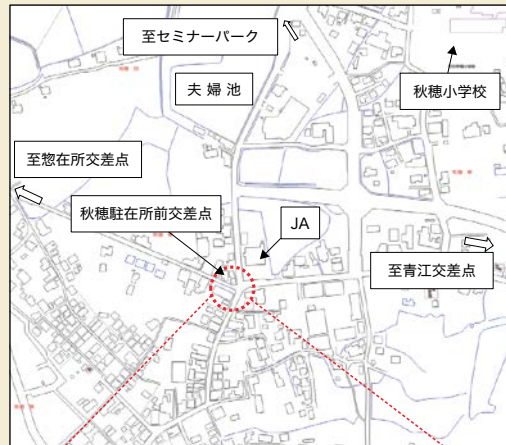 至セミナーパーク
夫婦池
秋穂小学校
至惣在所交差点
秋穂駐在所前交差点
JA
至青江交差点